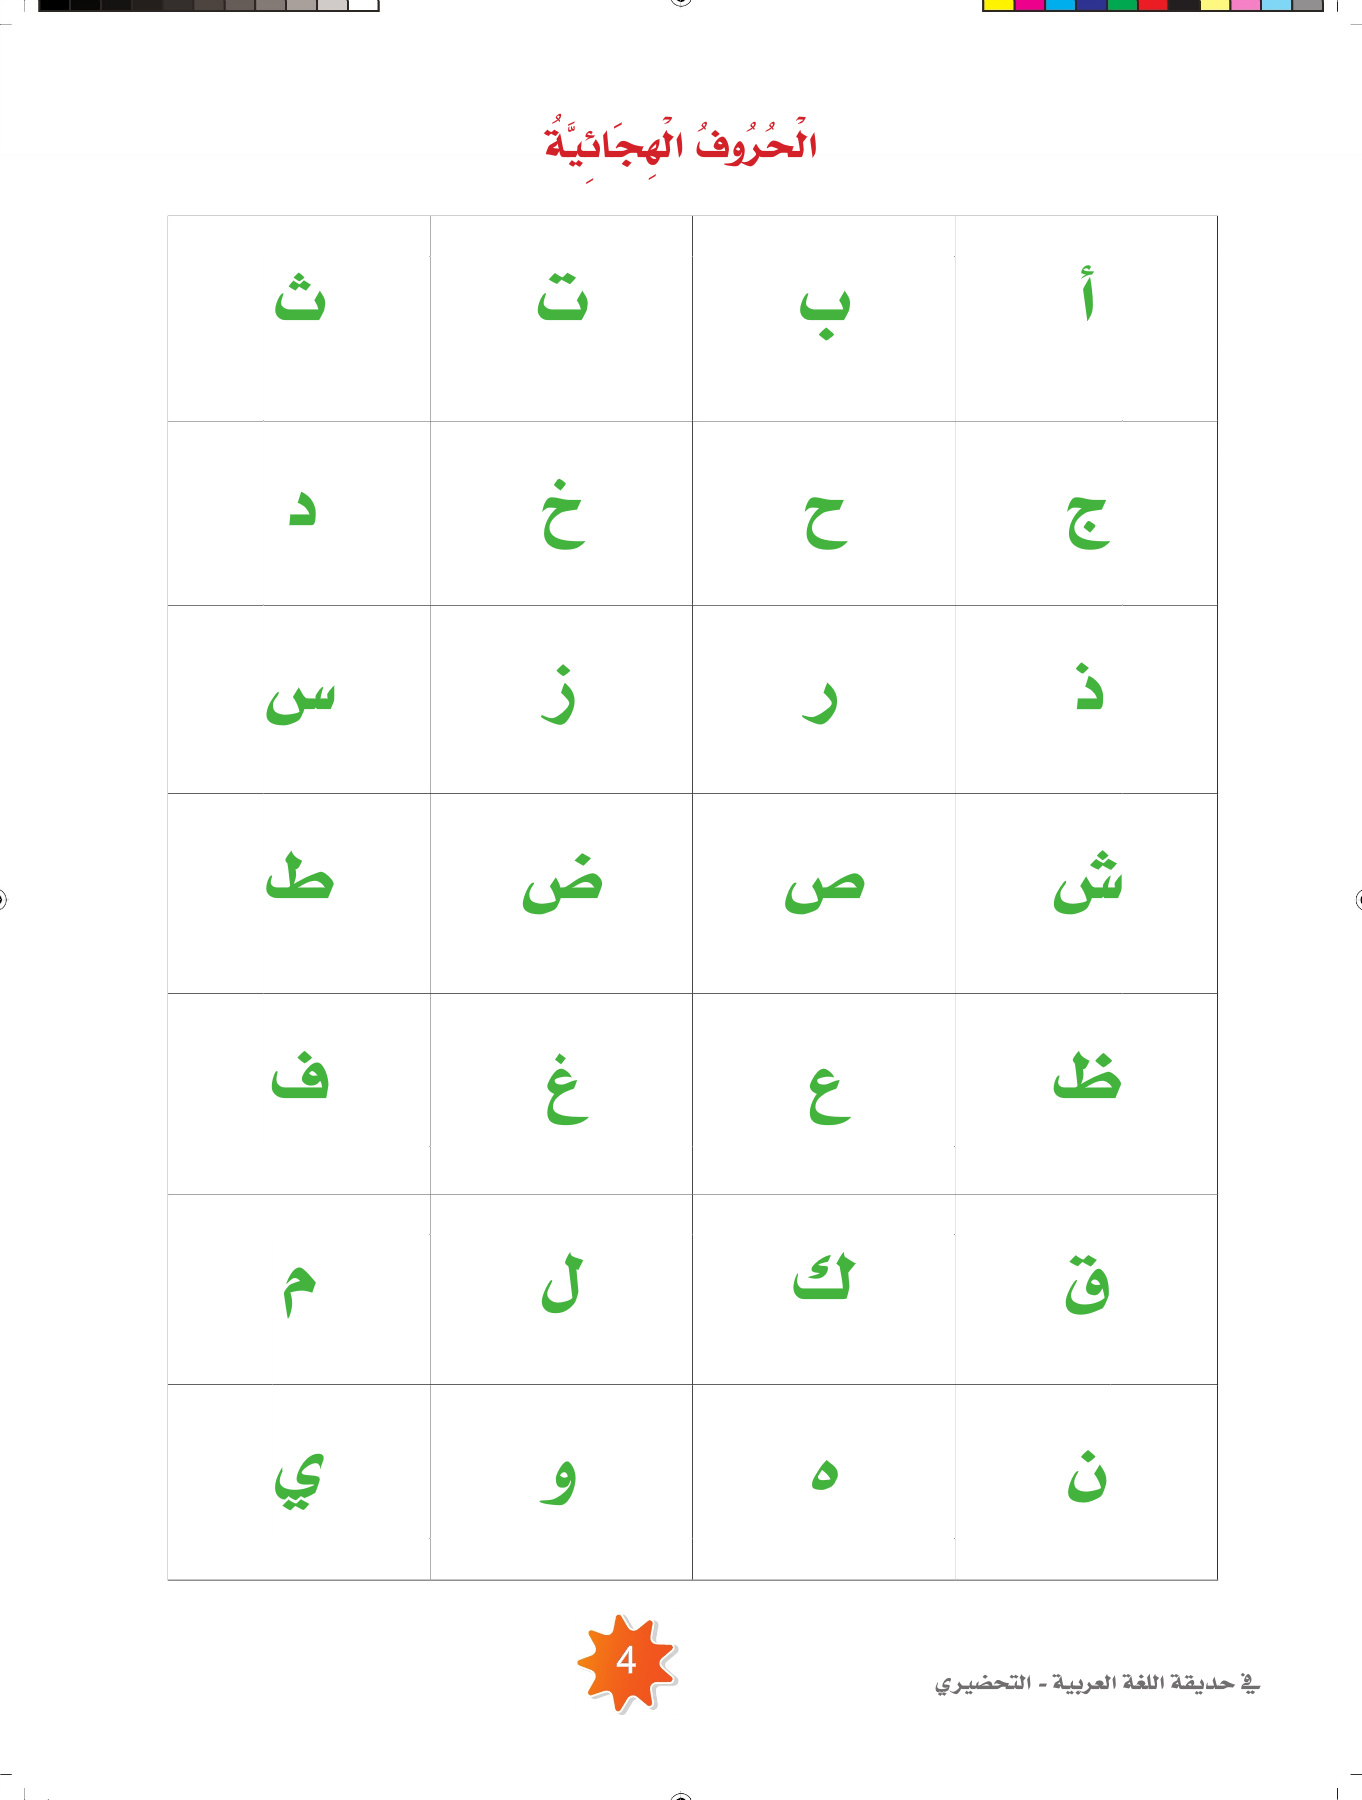 الْحُرُوفُ الْهِجَائِيَّةُ
أ ب ت ث
ج ح خ د
ذ ر ز س
ش ص ض ط
ظ ع غ ف
ق ك ل م
ن ه و ي
4
في حديقة اللغة العربية - التحضيري